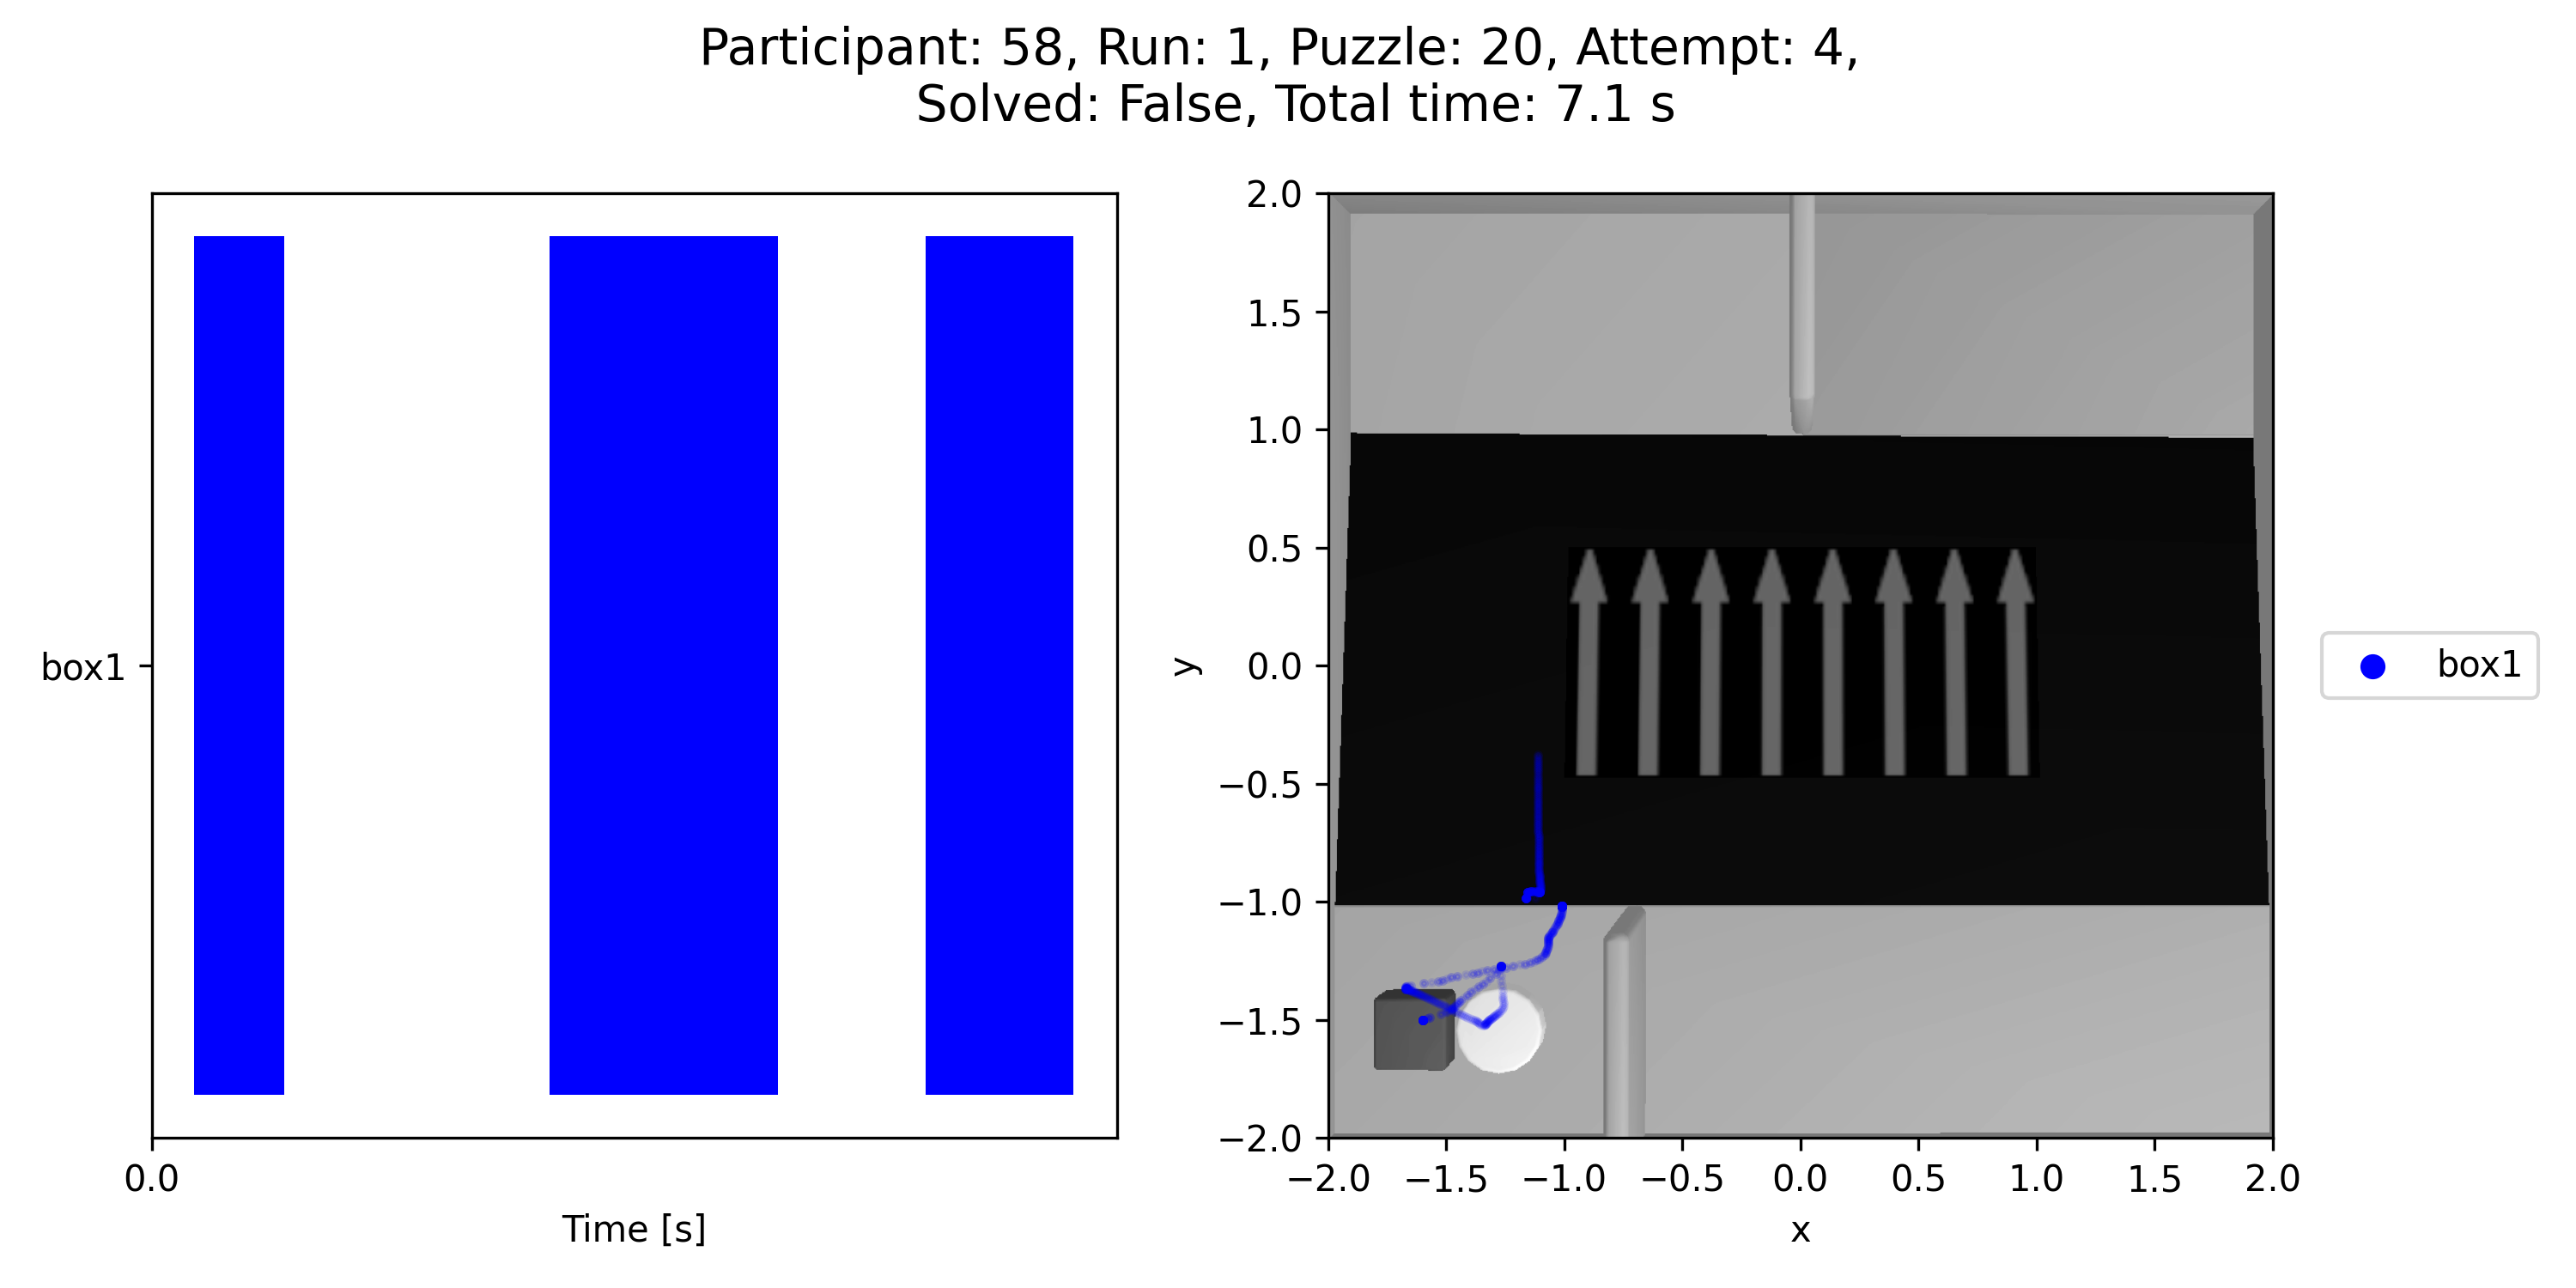 Participant: 58, Run: 1, Puzzle: 20, Attempt: 4,
Solved: False, Total time: 7.1 s
box1
0.0
Time [s]
2.0
1.5
1.0
0.5
0.0
−0.5
−1.0
−1.5
−2.0
y
−2.0 −1.5 −1.0 −0.5 0.0 0.5 1.0 1.5 2.0
x
box1